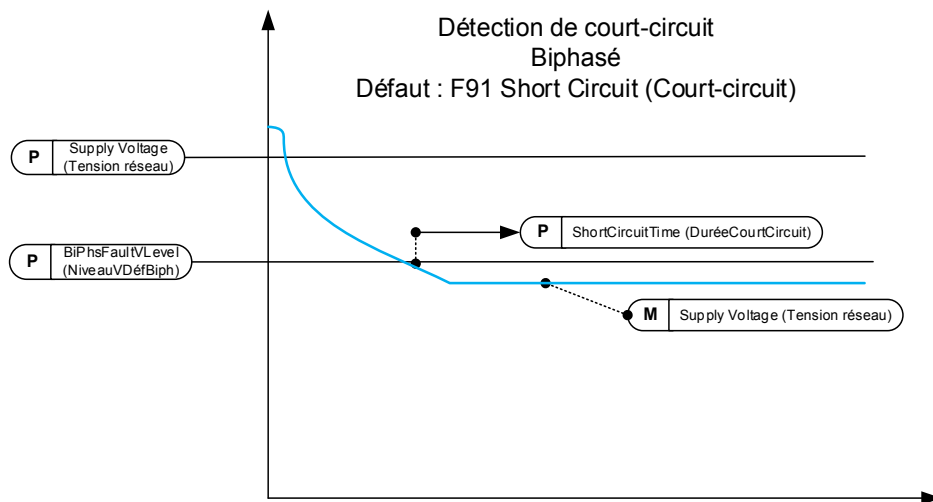 Détection de court-circuit
Biphasé
Défaut : F91 Short Circuit (Court-circuit)
P
Supply Voltage
(Tension réseau)
P
ShortCircuitTime (DuréeCourtCircuit)
P
BiPhsFaultVLevel
(NiveauVDéfBiph)
M
Supply Voltage (Tension réseau)